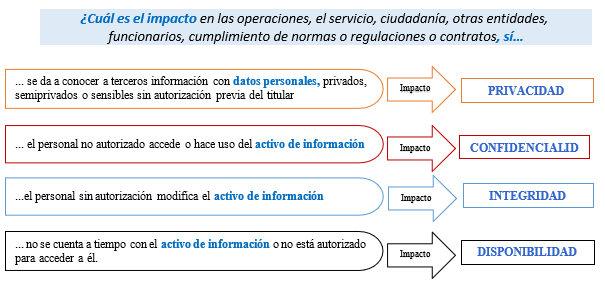 ¿Cuál es el impacto en las operaciones, el servicio, ciudadanía, otras entidades,
funcionarios, cumplimiento de normas o regulaciones o contratos, sí...
... se da a conocer a terceros información con datos personales, privados,
semiprivados o sensibles sin autorización previa del titular
Impacto
PRIVACIDAD
... el personal no autorizado accede o hace uso del activo de información
Impacto
CONFIDENCIALID
...el personal sin autorización modifica el activo de información
Impacto
INTEGRIDAD
... no se cuenta a tiempo con el activo de información o no está autorizado
para acceder a él.
Impacto
DISPONIBILIDAD